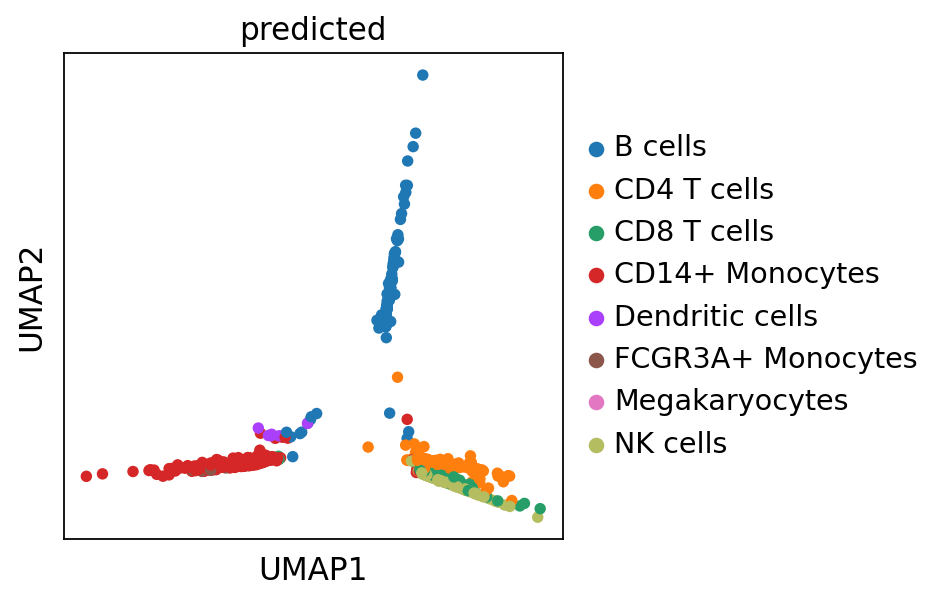 predicted
UMAP2
UMAP1
B cells
CD4 T cells
CD8 T cells
CD14+ Monocytes
Dendritic cells
FCGR3A+ Monocytes
Megakaryocytes
NK cells